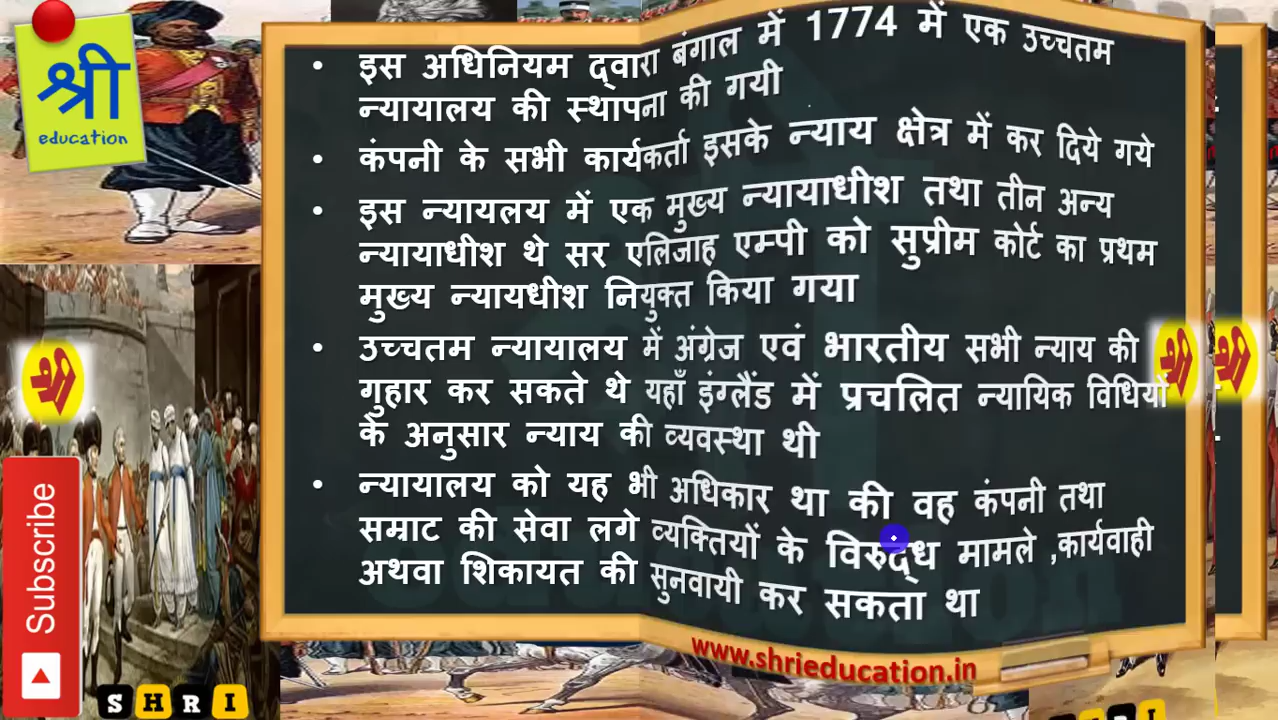 श्री
education
इस अधिनियम द्वारा बंगाल में 1774 में एक उच्चतम
न्यायालय की स्थापना की गयी
कंपनी के सभी कार्यकर्ता इसके न्याय क्षेत्र में कर दिये गये
इस न्यायलय में एक मुख्य न्यायाधीश तथा तीन अन्य
न्यायाधीश थे सर एलिजाह एम्पी को सुप्रीम कोर्ट का प्रथम
मुख्य न्यायधीश नियुक्त किया गया
उच्चतम न्यायालय में अंग्रेज एवं भारतीय सभी न्याय की
गुहार कर सकते थे यहाँ इंग्लैंड में प्रचलित न्यायिक विधियों
के अनुसार न्याय की व्यवस्था थी
न्यायालय को यह भी अधिकार था की वह कंपनी तथा
सम्राट की सेवा लगे व्यक्तियों के विरुद्ध मामले ,कार्यवाही
अथवा शिकायत की सुनवायी कर सकता था
श्री
श्री
श्री
Subscribe
www.shrieducation.in
SHRI